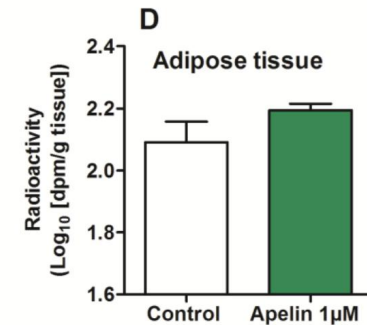 D
Adipose tissue
Radioactivity
(Log₁₀ [dpm/g tissue])
2.4
2.2
2.0
1.8
1.6
Control
Apelin 1µM